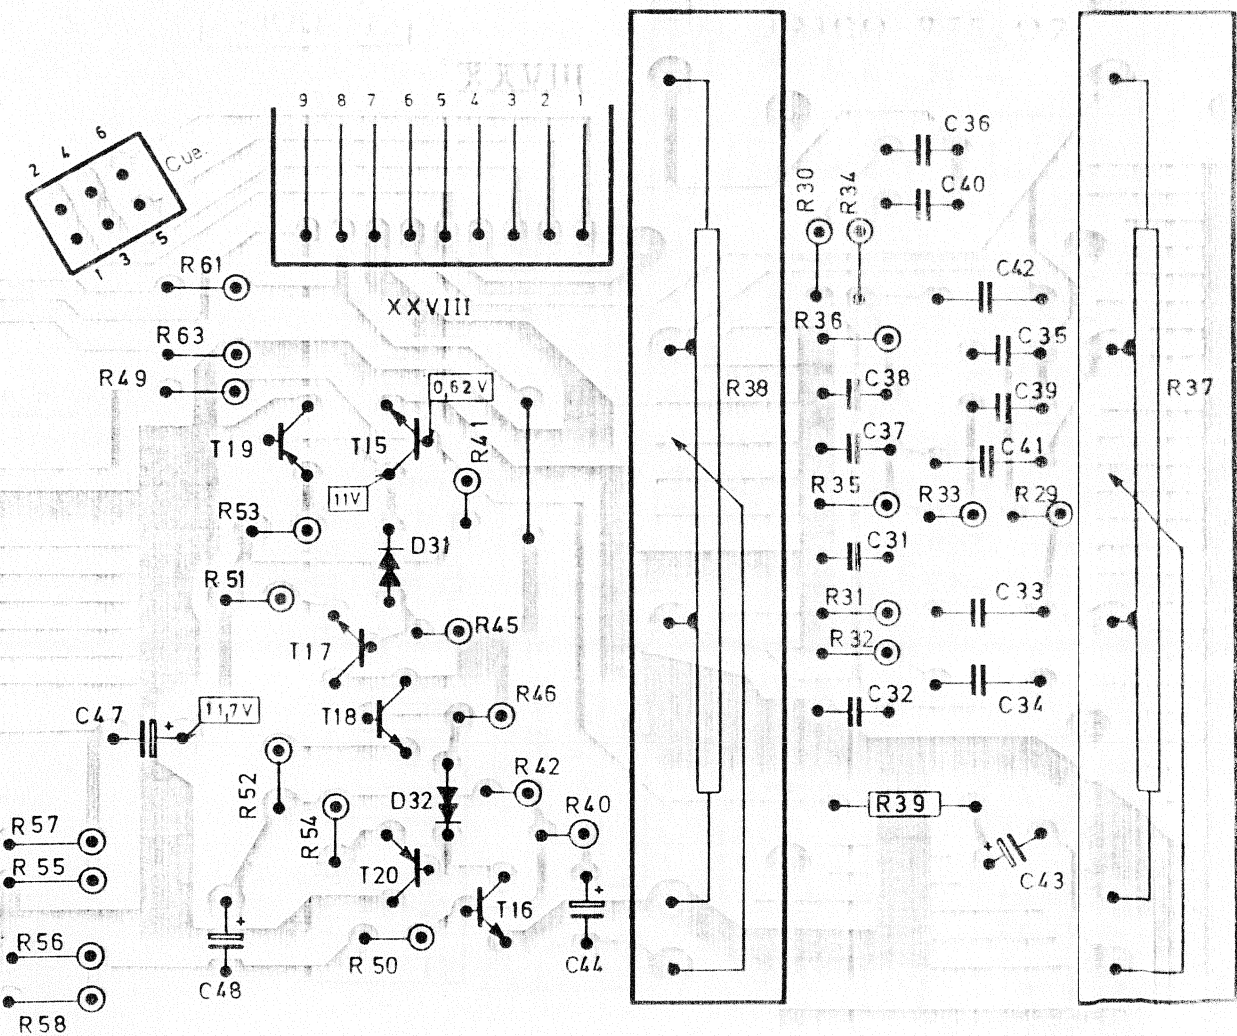 9 8 7 6 5 4 3 2 1
6
4
2
Cue.
5
3
1
C36
C40
R30
R34
R61
C42
XXVIII
R36
R63
C35
R49
0,62V
R38
C38
C39
R37
T19
T15
R41
C37
C41
11V
R35
R33
R29
R53
D31
C31
R51
R31
C33
T17
R45
R32
R46
C47
11,7V
T18
C32
C34
R52
R42
D32
R40
R39
R57
R54
R55
T20
C43
T16
R56
R50
C44
C48
R58